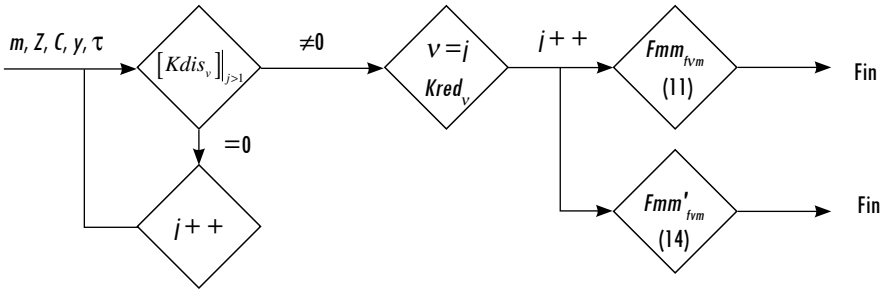 m, Z, C, y, τ
[Kdis_v]|_{j>1}
≠0
=0
j++
v=j
Kred_v
j++
Fmm_{fvm}
(11)
Fin
Fmm'_{fvm}
(14)
Fin